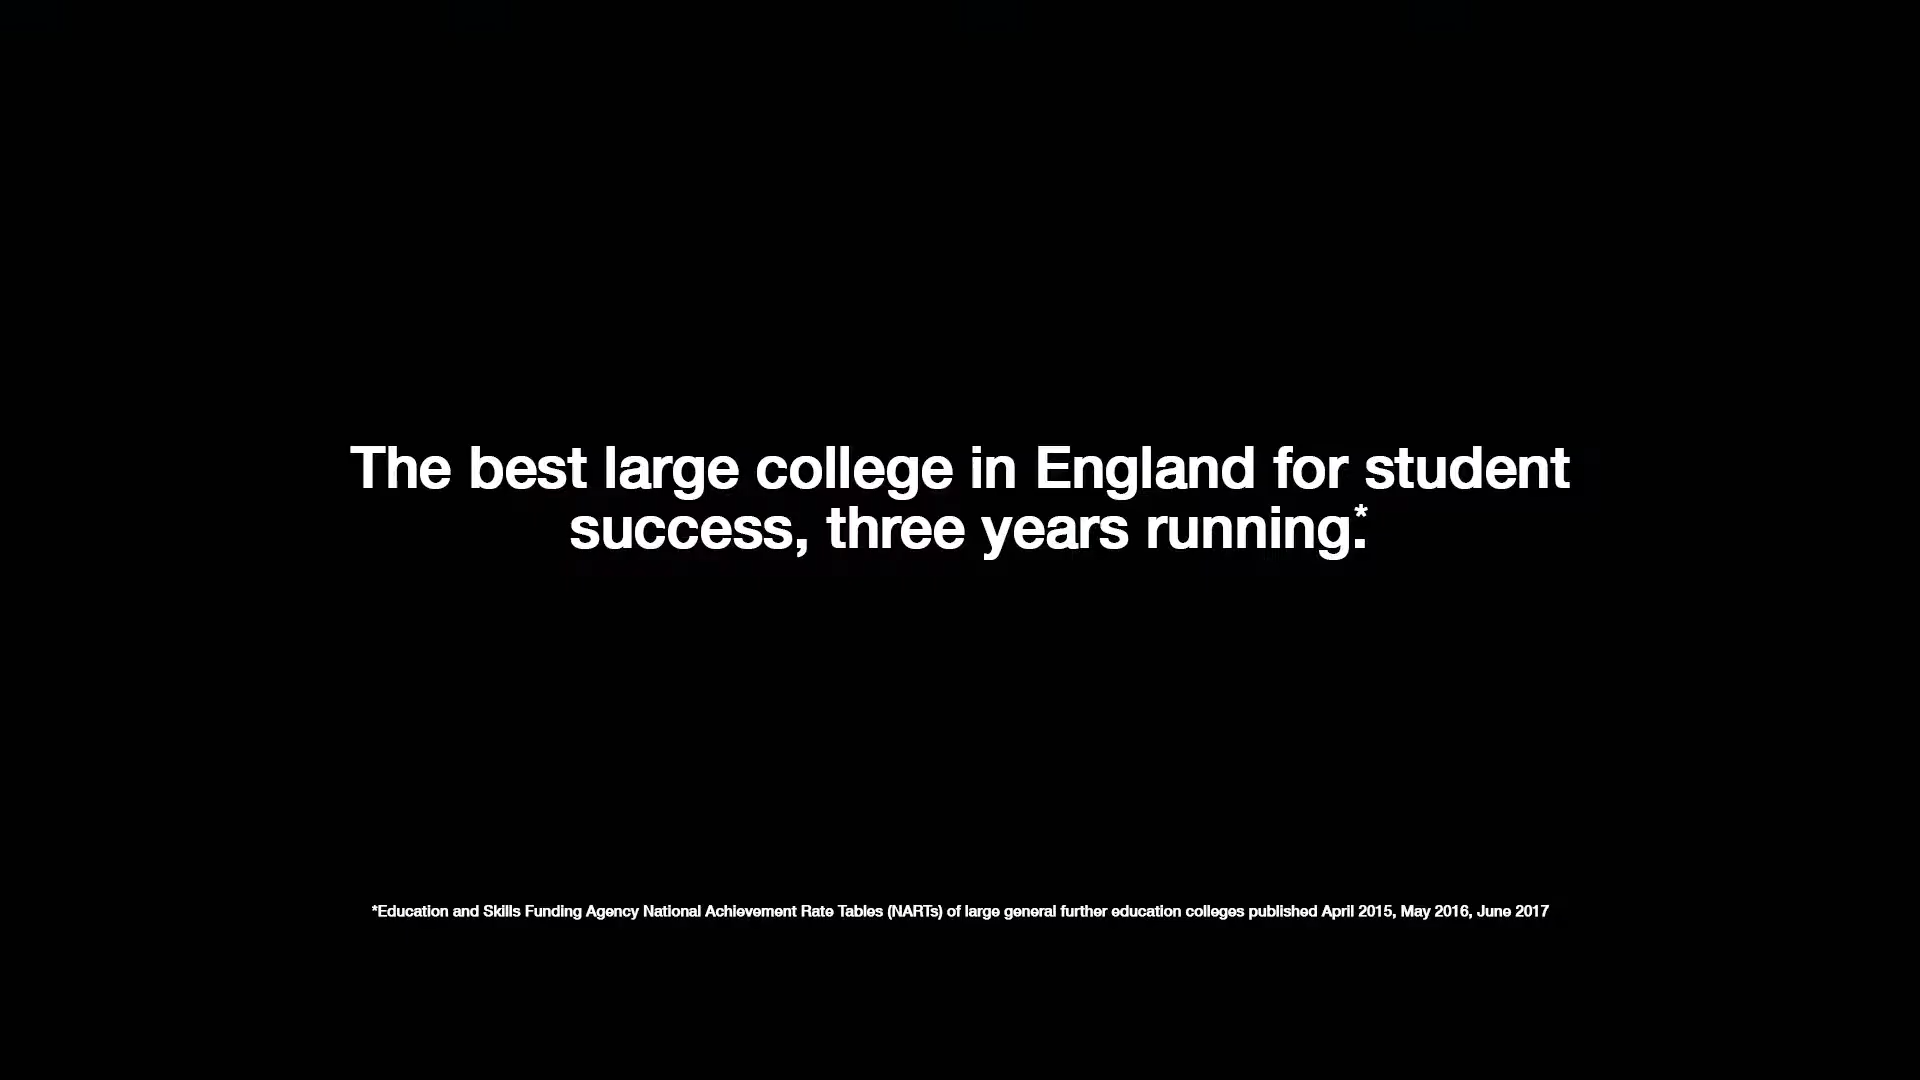 The best large college in England for student
success, three years running.*
*Education and Skills Funding Agency National Achievement Rate Tables (NARTs) of large general further education colleges published April 2015, May 2016, June 2017